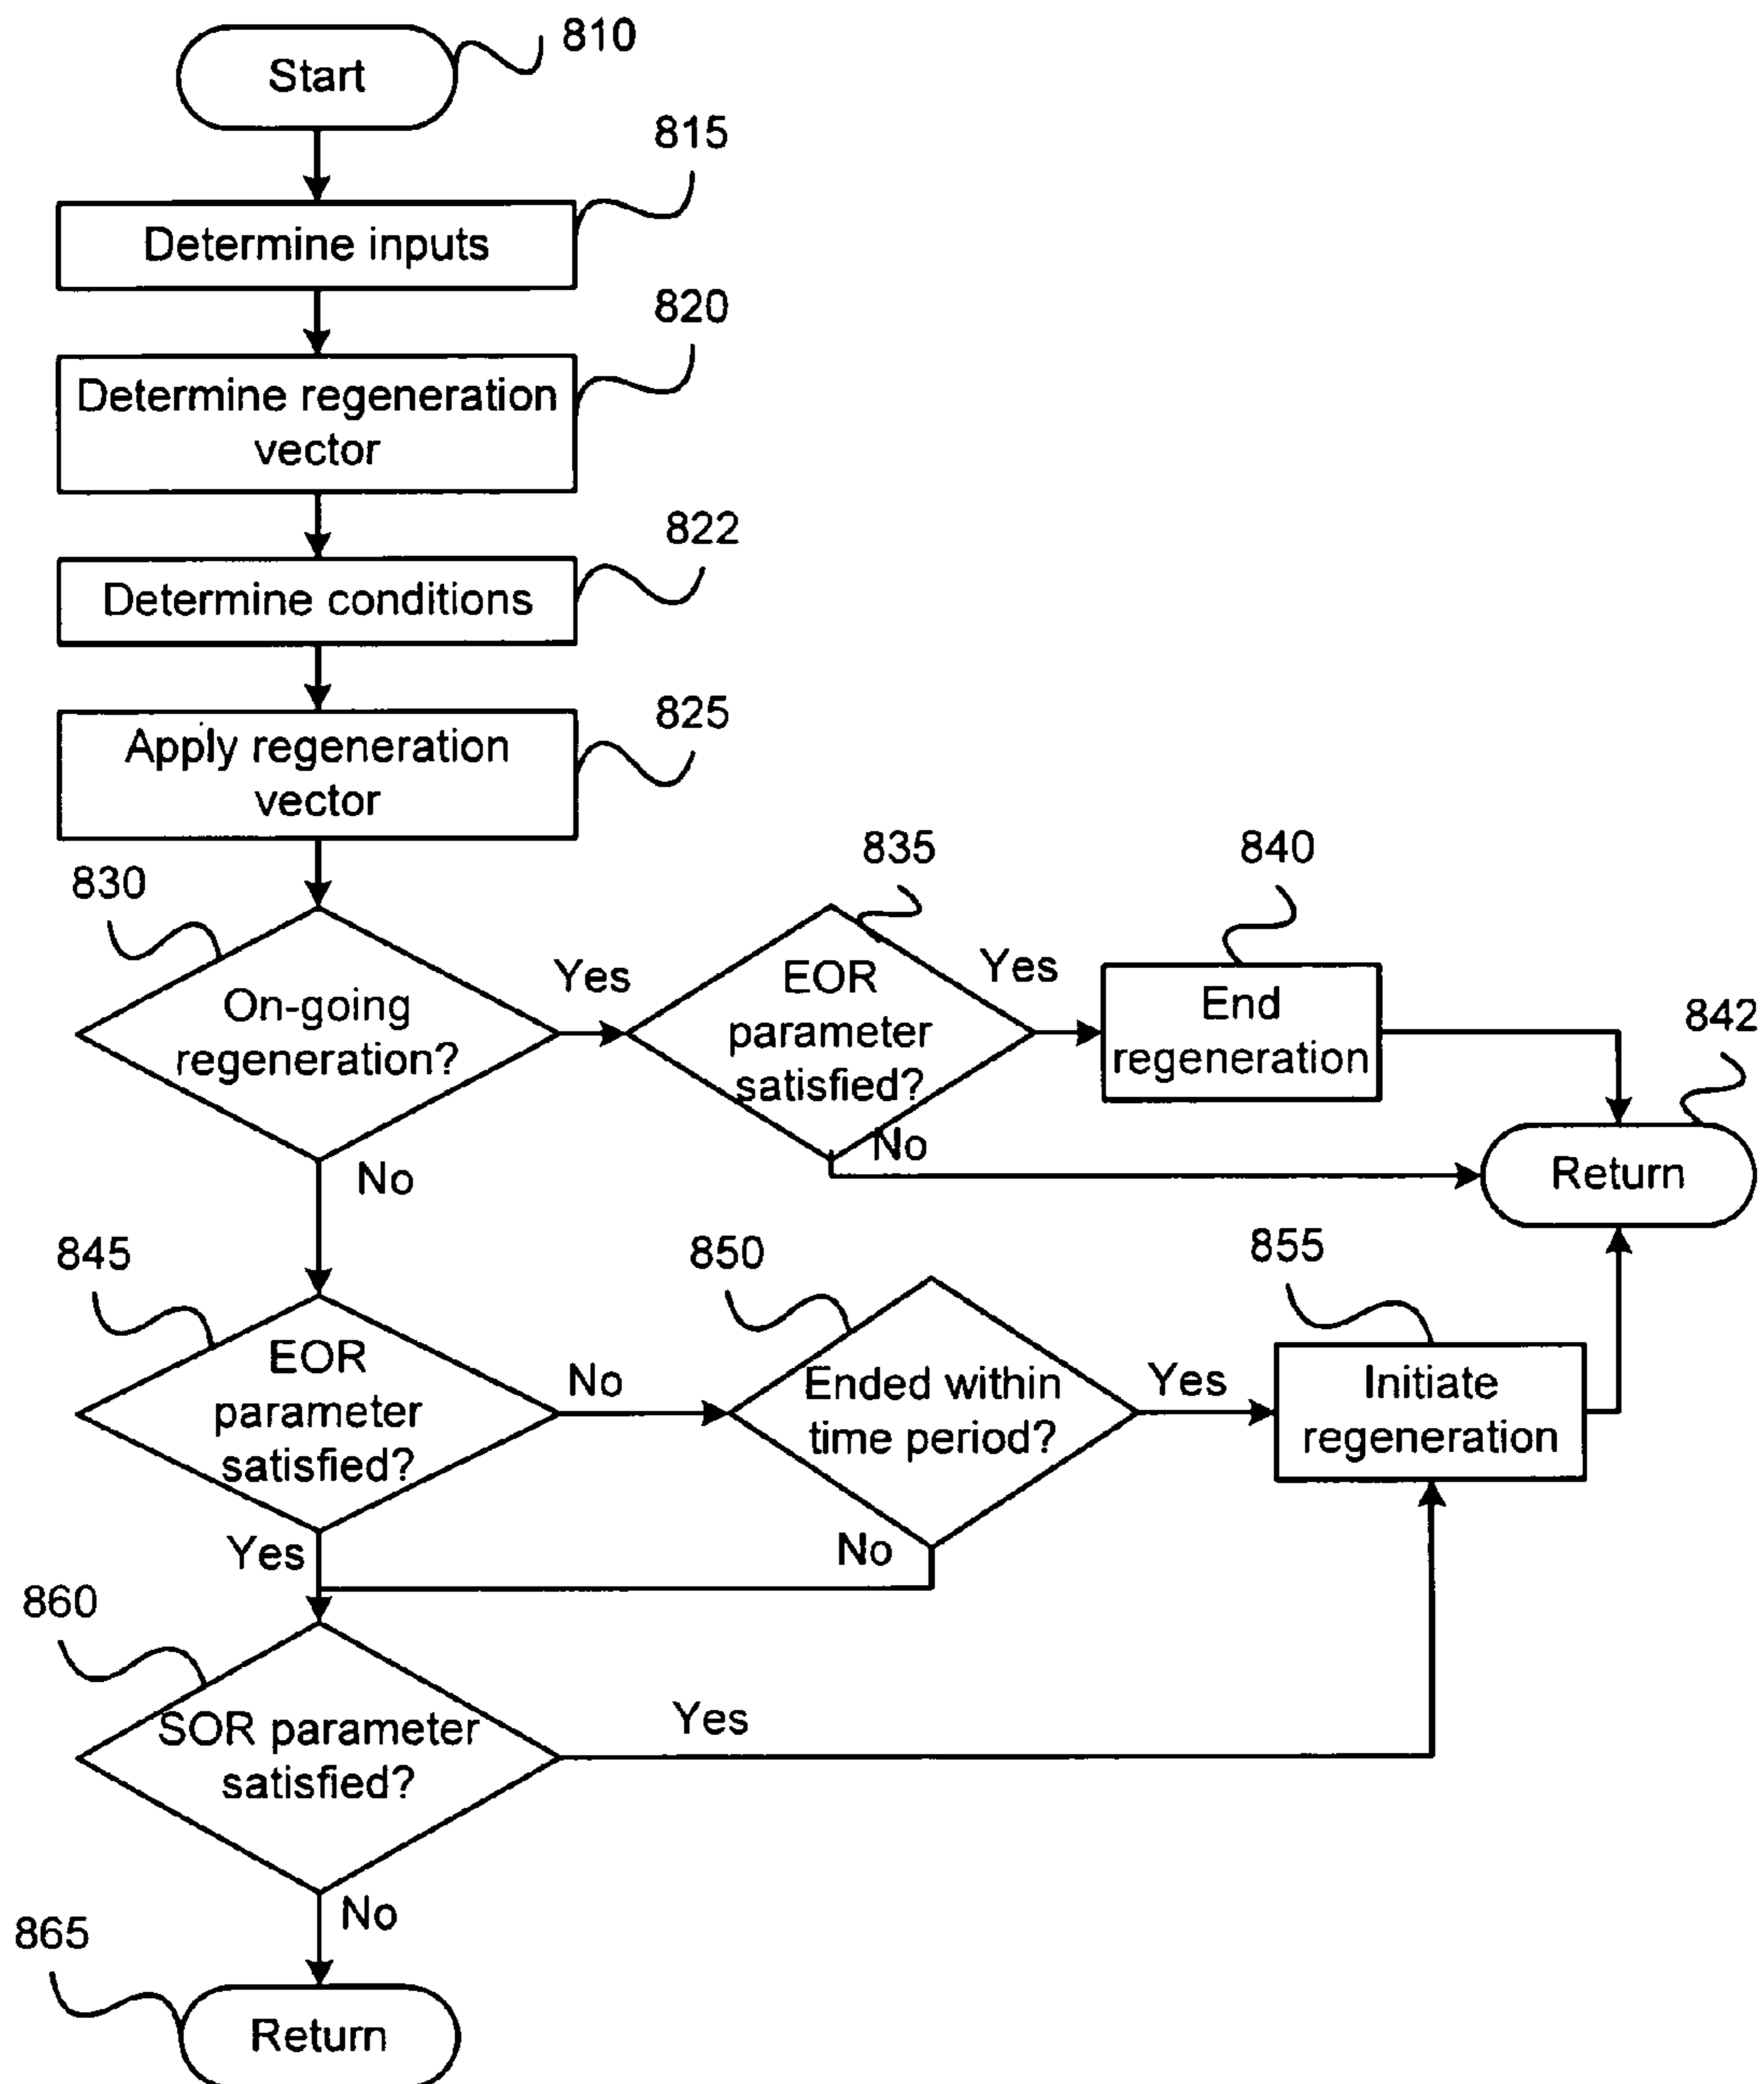 810
Start
815
Determine inputs
820
Determine regeneration
vector
822
Determine conditions
825
Apply regeneration
vector
830
On-going
regeneration?
Yes
No
835
EOR
parameter
satisfied?
Yes
No
840
End
regeneration
842
Return
845
EOR
parameter
satisfied?
No
Yes
850
Ended within
time period?
Yes
No
855
Initiate
regeneration
860
SOR parameter
satisfied?
Yes
No
865
Return